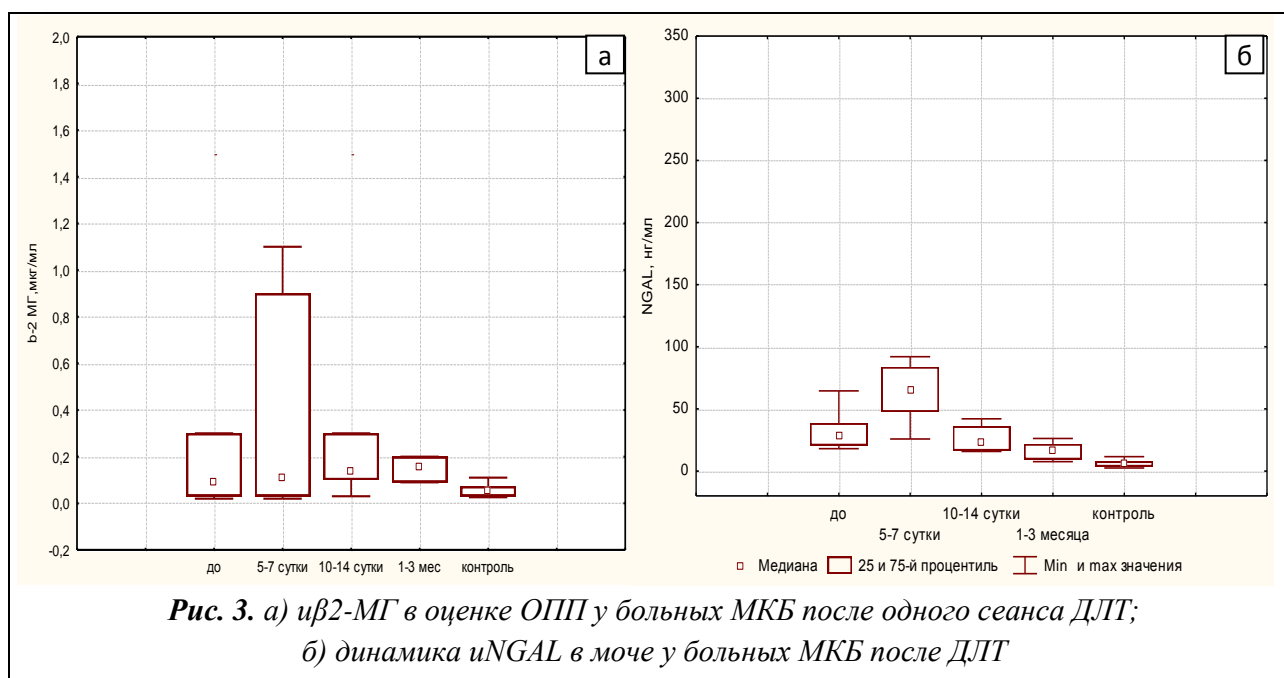 а
2,0
1,8
1,6
1,4
1,2
1,0
0,8
0,6
0,4
0,2
0,0
-0,2
b-2 МГ,мкг/мл
до 5-7 сутки 10-14 сутки 1-3 мес контроль
б
350
300
250
200
150
100
50
0
NGAL, нг/мл
до 10-14 сутки контроль
5-7 сутки 1-3 месяца
Медиана 25 и 75-й процентиль Min и max значения
Рис. 3. а) uβ2-МГ в оценке ОПП у больных МКБ после одного сеанса ДЛТ;
б) динамика uNGAL в моче у больных МКБ после ДЛТ